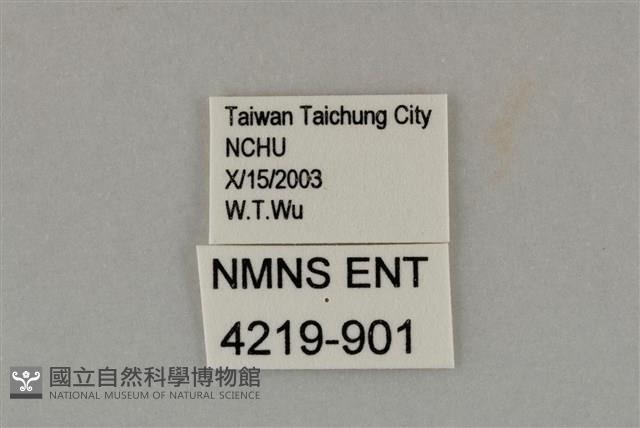 Taiwan Taichung City
NCHU
X/15/2003
W.T.Wu
NMNS ENT
4219-901
國立自然科學博物館
NATIONAL MUSEUM OF NATURAL SCIENCE